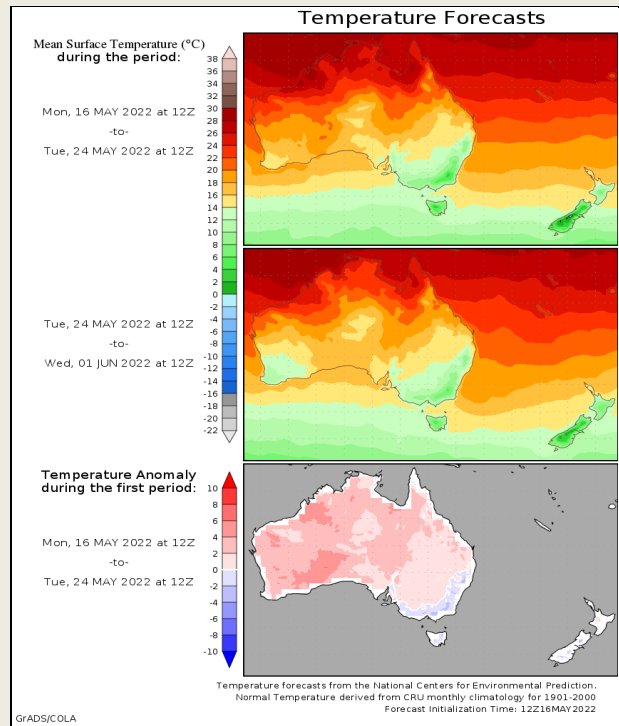 Temperature Forecasts
Mean Surface Temperature (°C)
during the period:
38
36
34
32
30
28
26
24
22
20
18
16
14
12
10
8
6
4
2
0
-2
-4
-6
-8
-10
-12
-14
-16
-17
-18
-19
-20
-22
Mon, 16 MAY 2022 at 12Z
-to-
Tue, 24 MAY 2022 at 12Z
Tue, 24 MAY 2022 at 12Z
-to-
Wed, 01 JUN 2022 at 12Z
Temperature Anomaly
during the first period:
10
8
6
4
2
0
-2
-4
-6
-8
-10
Mon, 16 MAY 2022 at 12Z
-to-
Tue, 24 MAY 2022 at 12Z
Temperature forecasts from the National Centers for Environmental Prediction.
Normal Temperature derived from CRU monthly climatology for 1901-2000
Forecast Initialization Time: 12Z16MAY2022
GrADS/COLA